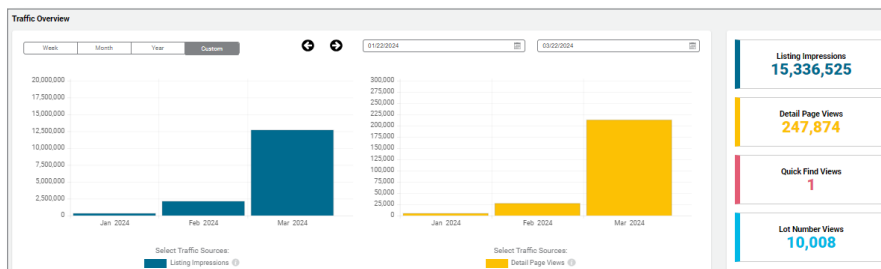 Traffic Overview
Week Month Year Custom
01/22/2024
03/22/2024
20,000,000
17,500,000
15,000,000
12,500,000
10,000,000
7,500,000
5,000,000
2,500,000
0
Jan 2024 Feb 2024 Mar 2024
Select Traffic Sources:
Listing Impressions
300,000
275,000
250,000
225,000
200,000
175,000
150,000
125,000
100,000
75,000
50,000
25,000
0
Jan 2024 Feb 2024 Mar 2024
Select Traffic Sources:
Detail Page Views
Listing Impressions
15,336,525
Detail Page Views
247,874
Quick Find Views
1
Lot Number Views
10,008